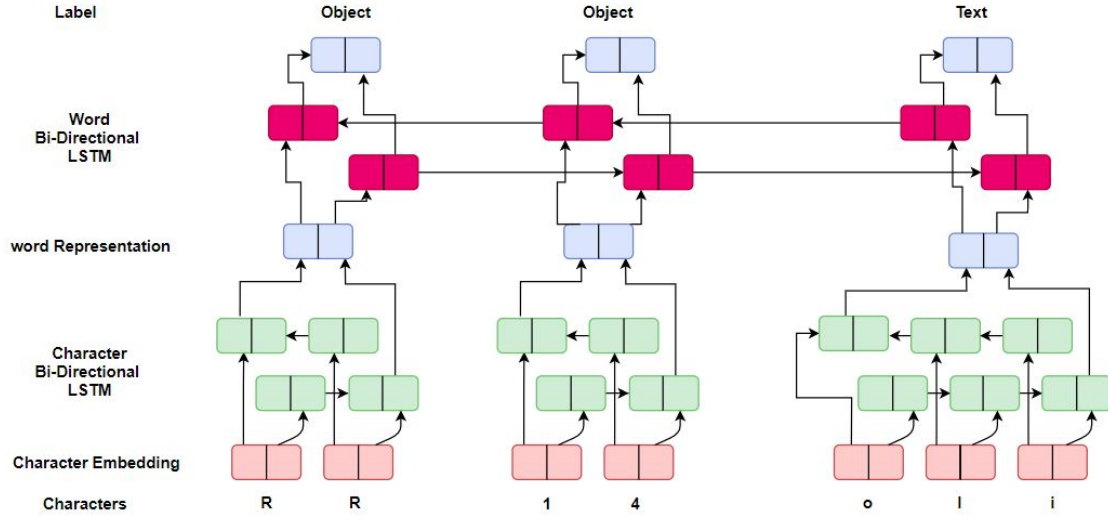 Label Object Object Text
Word
Bi-Directional
LSTM
word Representation
Character
Bi-Directional
LSTM
Character Embedding
Characters R R 1 4 o l i